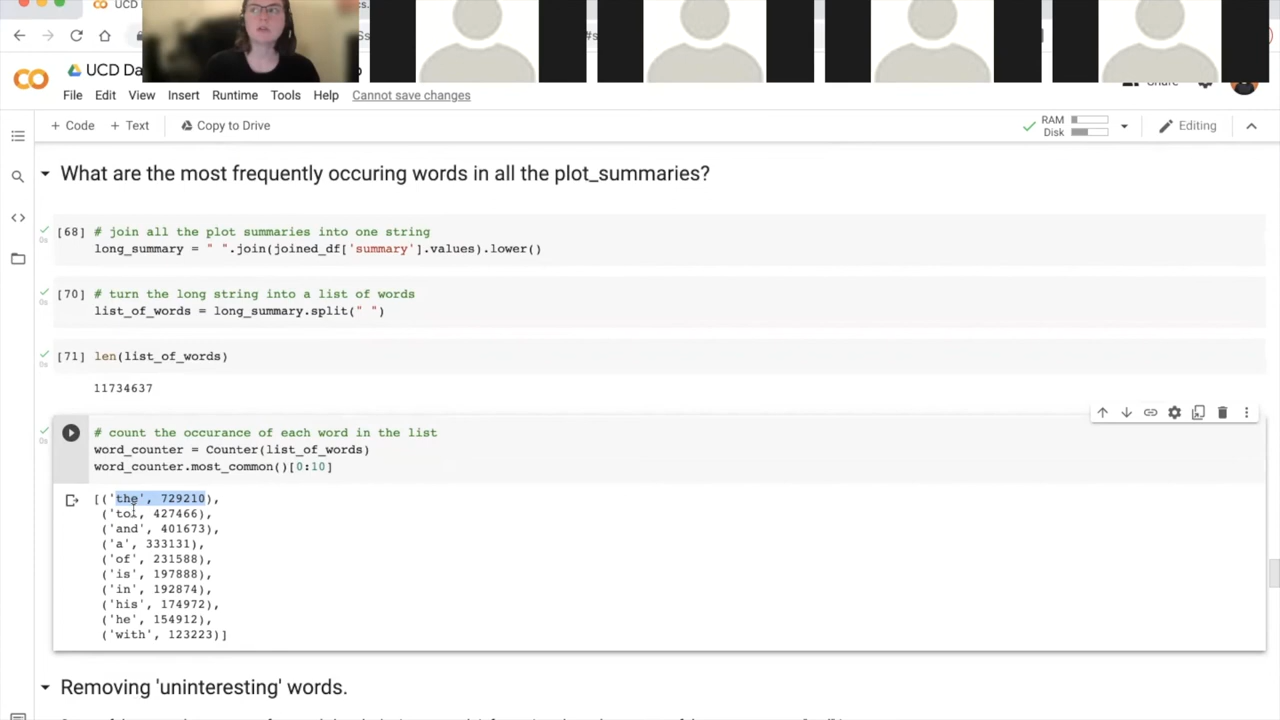 UCD Da
File Edit View Insert Runtime Tools Help Cannot save changes
+ Code + Text Copy to Drive
RAM
Disk
Editing
What are the most frequently occuring words in all the plot_summaries?
[68] # join all the plot summaries into one string
long_summary = " ".join(joined_df['summary'].values).lower()
[70] # turn the long string into a list of words
list_of_words = long_summary.split(" ")
[71] len(list_of_words)
11734637
# count the occurance of each word in the list
word_counter = Counter(list_of_words)
word_counter.most_common()[0:10]
[('the', 729210),
('to', 427466),
('and', 401673),
('a', 333131),
('of', 231588),
('is', 197888),
('in', 192874),
('his', 174972),
('he', 154912),
('with', 123223)]
Removing 'uninteresting' words.